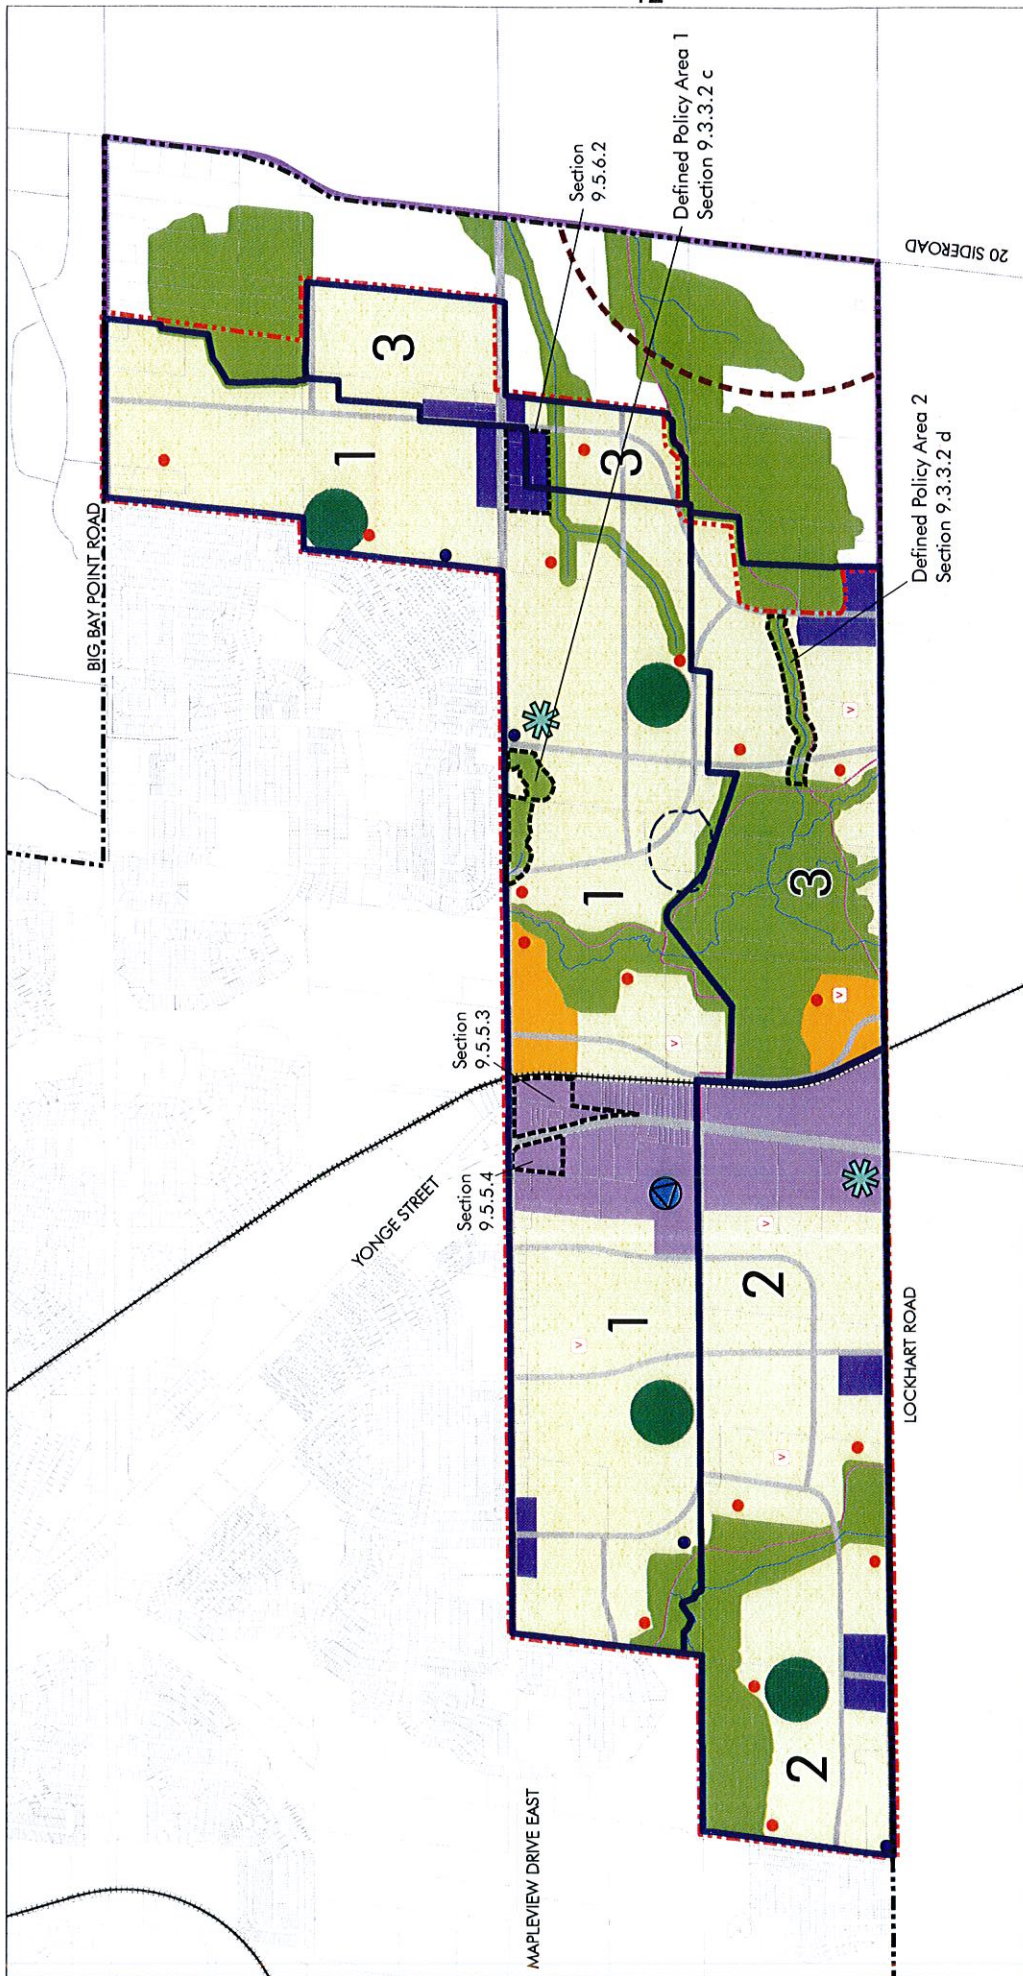 BIG BAY POINT ROAD
20 SIDEROAD
Section
9.5.6.2
Defined Policy Area 1
Section 9.3.3.2 c
Defined Policy Area 2
Section 9.3.3.2 d
3
1
3
1
3
Section
9.5.5.3
Section
9.5.5.4
YONGE STREET
1
2
2
LOCKHART ROAD
MAPLEVIEW DRIVE EAST
V
V
V
V
V
V